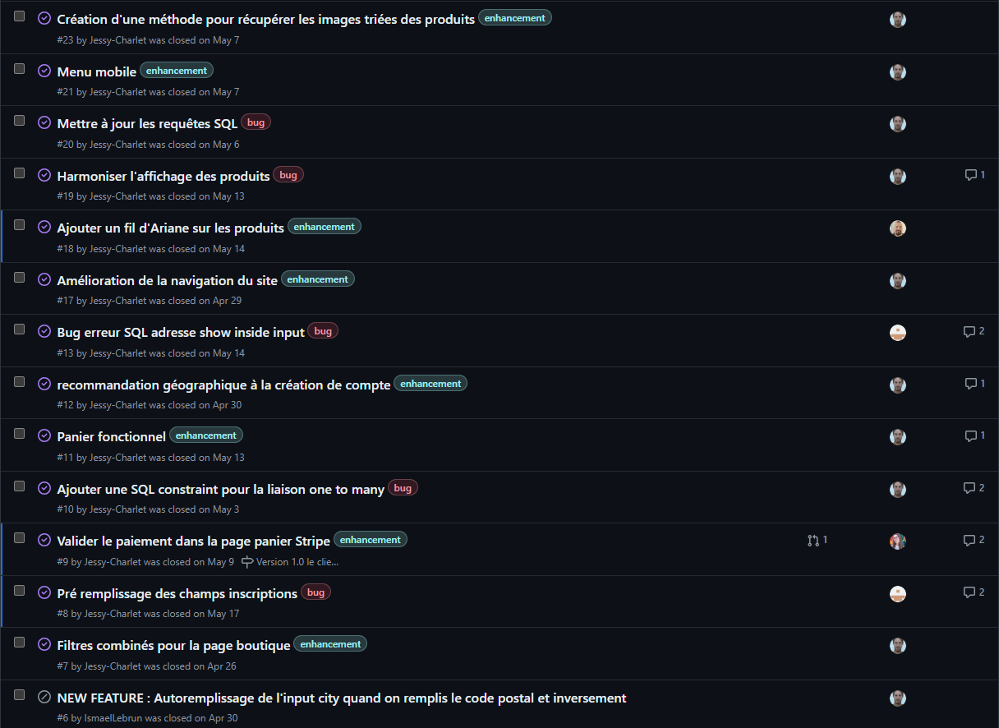 Création d'une méthode pour récupérer les images triées des produits enhancement
#23 by Jessy-Charlet was closed on May 7
Menu mobile enhancement
#21 by Jessy-Charlet was closed on May 7
Mettre à jour les requêtes SQL bug
#20 by Jessy-Charlet was closed on May 6
Harmoniser l'affichage des produits bug 1
#19 by Jessy-Charlet was closed on May 13
Ajouter un fil d'Ariane sur les produits enhancement
#18 by Jessy-Charlet was closed on May 14
Amélioration de la navigation du site enhancement
#17 by Jessy-Charlet was closed on Apr 29
Bug erreur SQL adresse show inside input bug 2
#13 by Jessy-Charlet was closed on May 14
recommandation géographique à la création de compte enhancement 1
#12 by Jessy-Charlet was closed on Apr 30
Panier fonctionnel enhancement 1
#11 by Jessy-Charlet was closed on May 13
Ajouter une SQL constraint pour la liaison one to many bug 2
#10 by Jessy-Charlet was closed on May 3
Valider le paiement dans la page panier Stripe enhancement 1 2
#9 by Jessy-Charlet was closed on May 9 Version 1.0 le clie...
Pré remplissage des champs inscriptions bug 2
#8 by Jessy-Charlet was closed on May 17
Filtres combinés pour la page boutique enhancement
#7 by Jessy-Charlet was closed on Apr 26
NEW FEATURE : Autoremplissage de l'input city quand on remplis le code postal et inversement
#6 by IsmaelLebrun was closed on Apr 30